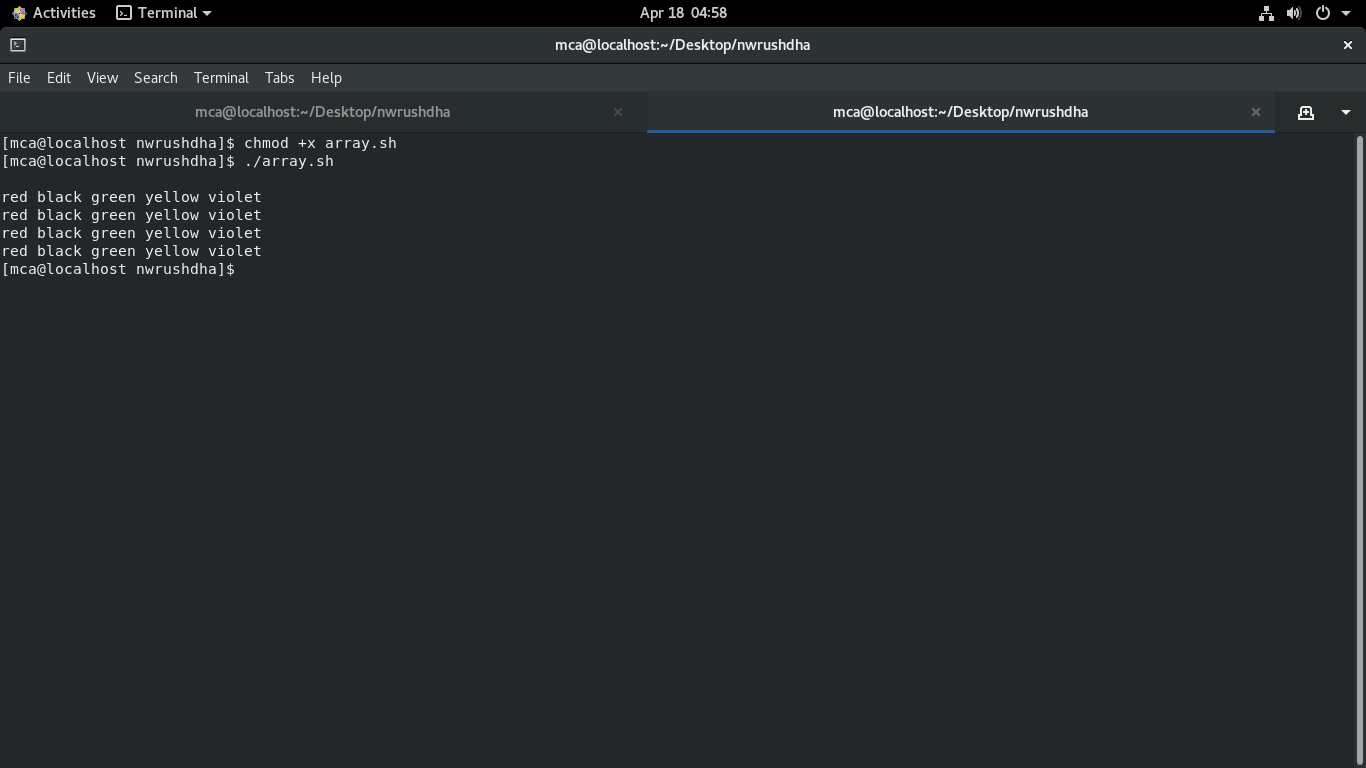 Activities Terminal Apr 18 04:58
mca@localhost:~/Desktop/nwrushdha
File Edit View Search Terminal Tabs Help
mca@localhost:~/Desktop/nwrushdha mca@localhost:~/Desktop/nwrushdha
[mca@localhost nwrushdha]$ chmod +x array.sh
[mca@localhost nwrushdha]$ ./array.sh
red black green yellow violet
red black green yellow violet
red black green yellow violet
red black green yellow violet
[mca@localhost nwrushdha]$